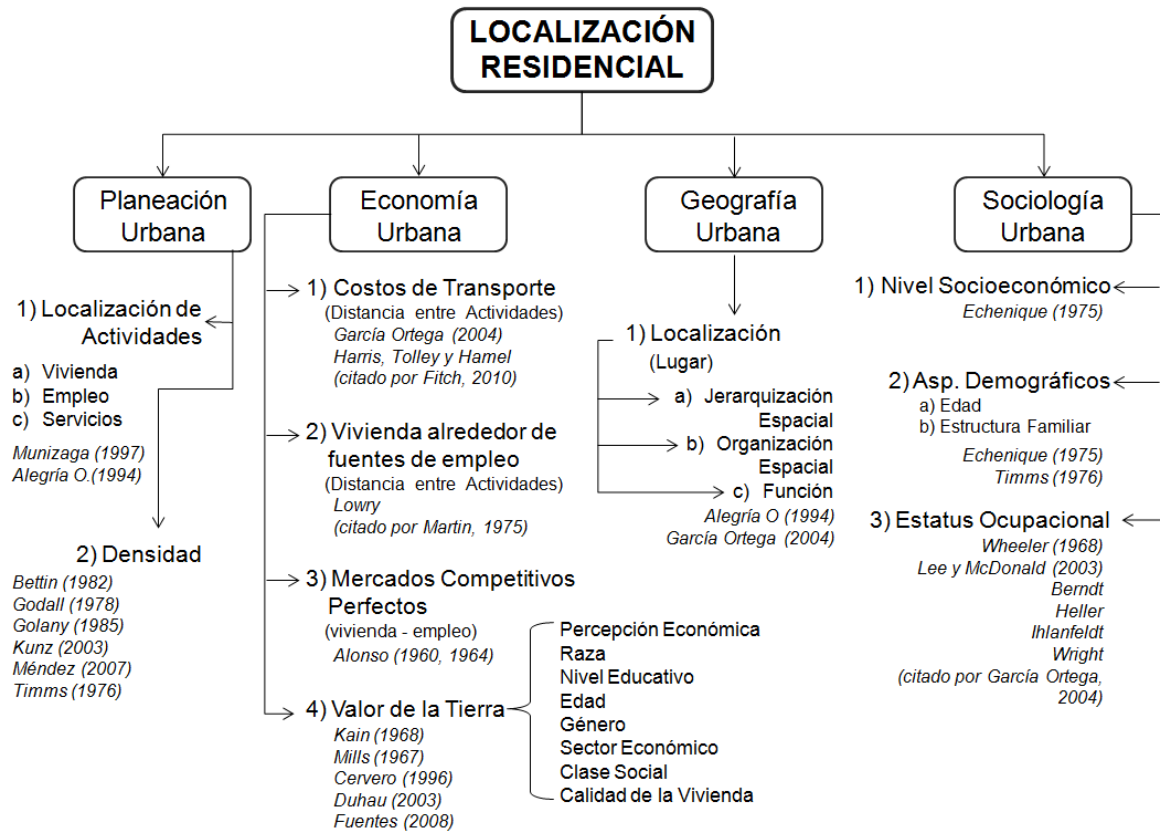 LOCALIZACIÓN
RESIDENCIAL
Planeación
Urbana
1) Localización de
Actividades
a) Vivienda
b) Empleo
c) Servicios
Munizaga (1997)
Alegría O.(1994)
2) Densidad
Bettin (1982)
Godall (1978)
Golany (1985)
Kunz (2003)
Méndez (2007)
Timms (1976)
Economía
Urbana
1) Costos de Transporte
(Distancia entre Actividades)
García Ortega (2004)
Harris, Tolley y Hamel
(citado por Fitch, 2010)
2) Vivienda alrededor de
fuentes de empleo
(Distancia entre Actividades)
Lowry
(citado por Martin, 1975)
3) Mercados Competitivos
Perfectos
(vivienda - empleo)
Alonso (1960, 1964)
4) Valor de la Tierra
Kain (1968)
Mills (1967)
Cervero (1996)
Duhau (2003)
Fuentes (2008)
Percepción Económica
Raza
Nivel Educativo
Edad
Género
Sector Económico
Clase Social
Calidad de la Vivienda
Geografía
Urbana
1) Localización
(Lugar)
a) Jerarquización
Espacial
b) Organización
Espacial
c) Función
Alegría O (1994)
García Ortega (2004)
Sociología
Urbana
1) Nivel Socioeconómico
Echenique (1975)
2) Asp. Demográficos
a) Edad
b) Estructura Familiar
Echenique (1975)
Timms (1976)
3) Estatus Ocupacional
Wheeler (1968)
Lee y McDonald (2003)
Berndt
Heller
Ihlanfeldt
Wright
(citado por García Ortega,
2004)